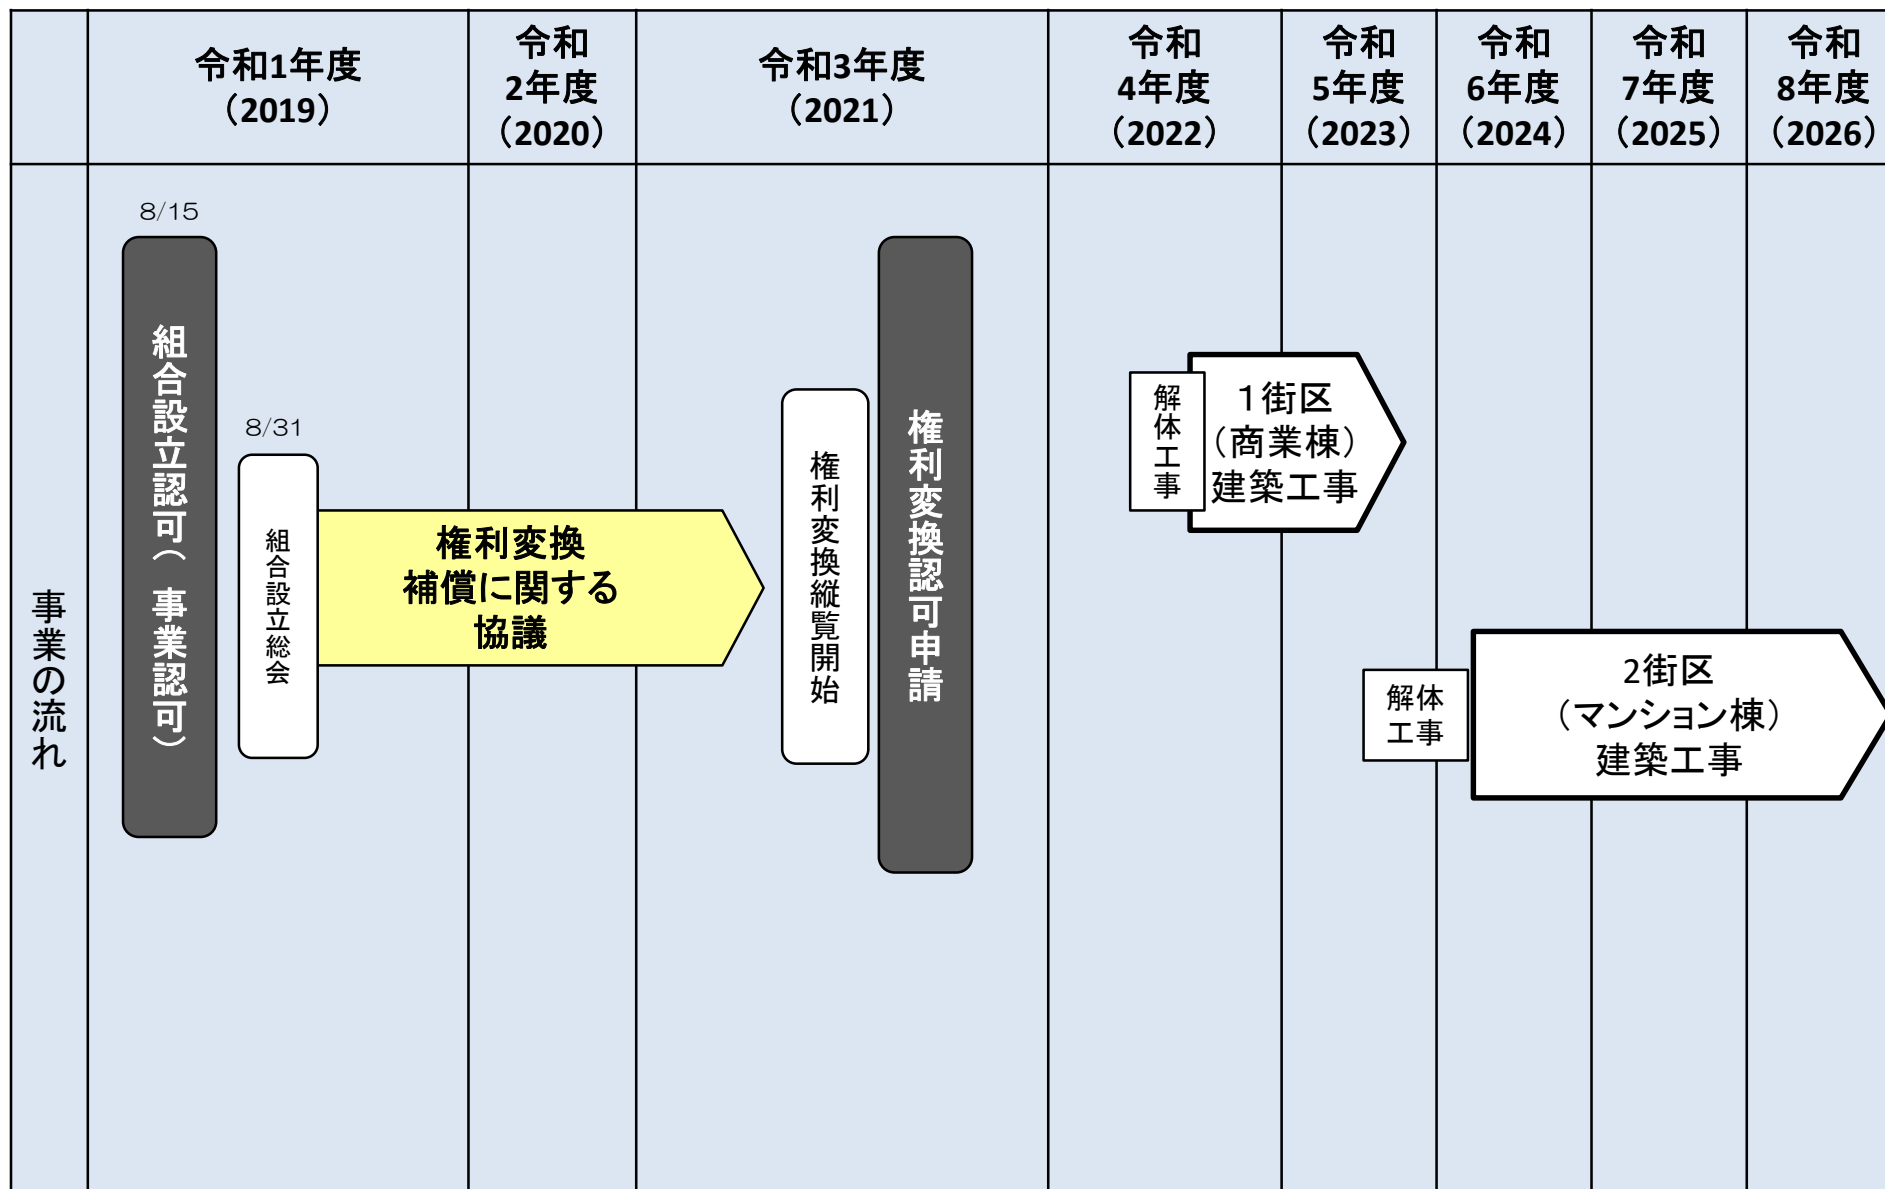 令和1年度
（2019）
令和
2年度
（2020）
令和3年度
（2021）
令和
4年度
（2022）
令和
5年度
（2023）
令和
6年度
（2024）
令和
7年度
（2025）
令和
8年度
（2026）
事業の流れ
8/15
組合設立認可（事業認可）
8/31
組合設立総会
権利変換
補償に関する
協議
権利変換縦覧開始
権利変換認可申請
解体工事
1街区
（商業棟）
建築工事
解体
工事
2街区
（マンション棟）
建築工事